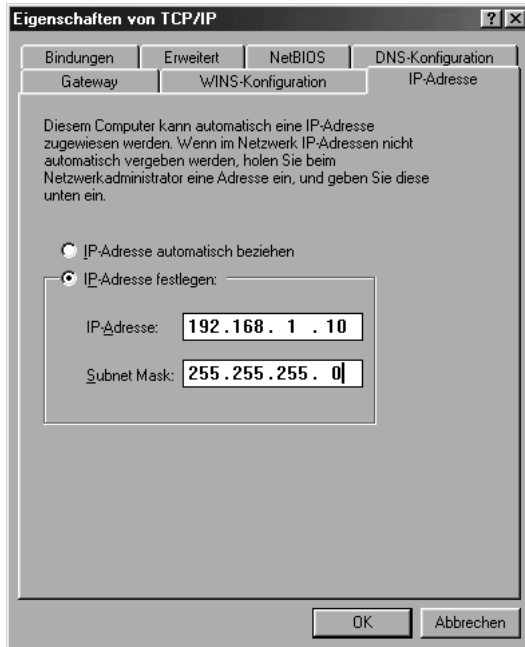 Eigenschaften von TCP/IP
Bindungen Erweitert NetBIOS DNS-Konfiguration
Gateway WINS-Konfiguration IP-Adresse
Diesem Computer kann automatisch eine IP-Adresse
zugewiesen werden. Wenn im Netzwerk IP-Adressen nicht
automatisch vergeben werden, holen Sie beim
Netzwerkadministrator eine Adresse ein, und geben Sie diese
unten ein.
IP-Adresse automatisch beziehen
IP-Adresse festlegen:
IP-Adresse: 192.168. 1 .10
Subnet Mask: 255.255.255. 0
OK Abbrechen